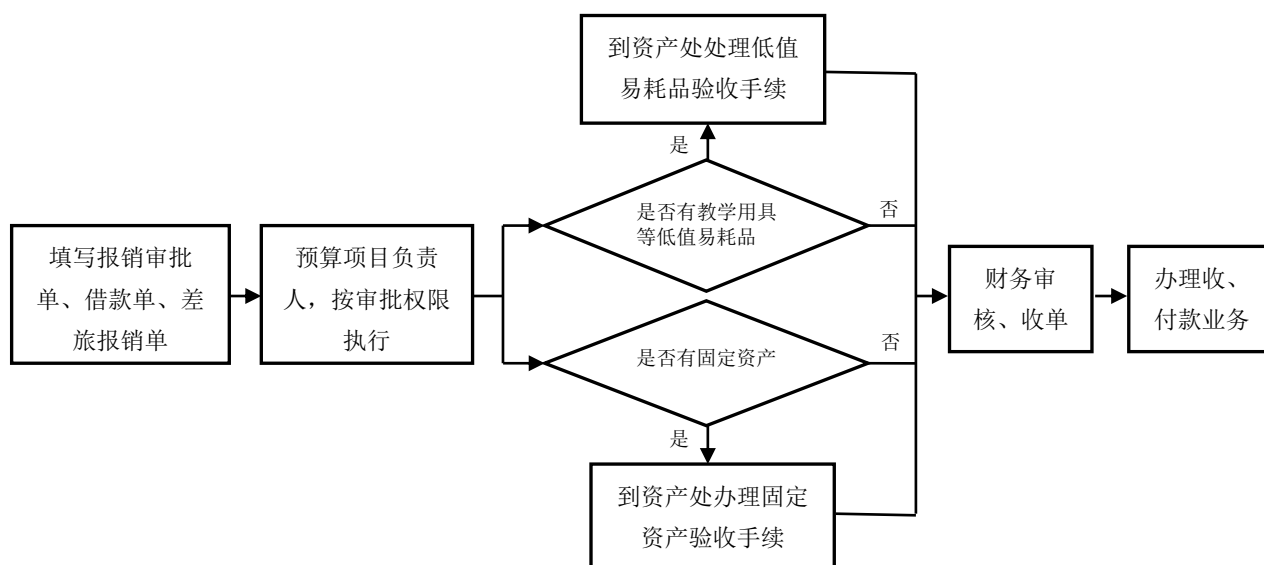 到资产处处理低值
易耗品验收手续
是
是否有教学用具
等低值易耗品
否
填写报销审批
单、借款单、差
旅报销单
预算项目负责
人，按审批权限
执行
财务审
核、收单
办理收、
付款业务
是否有固定资产
否
是
到资产处办理固定
资产验收手续